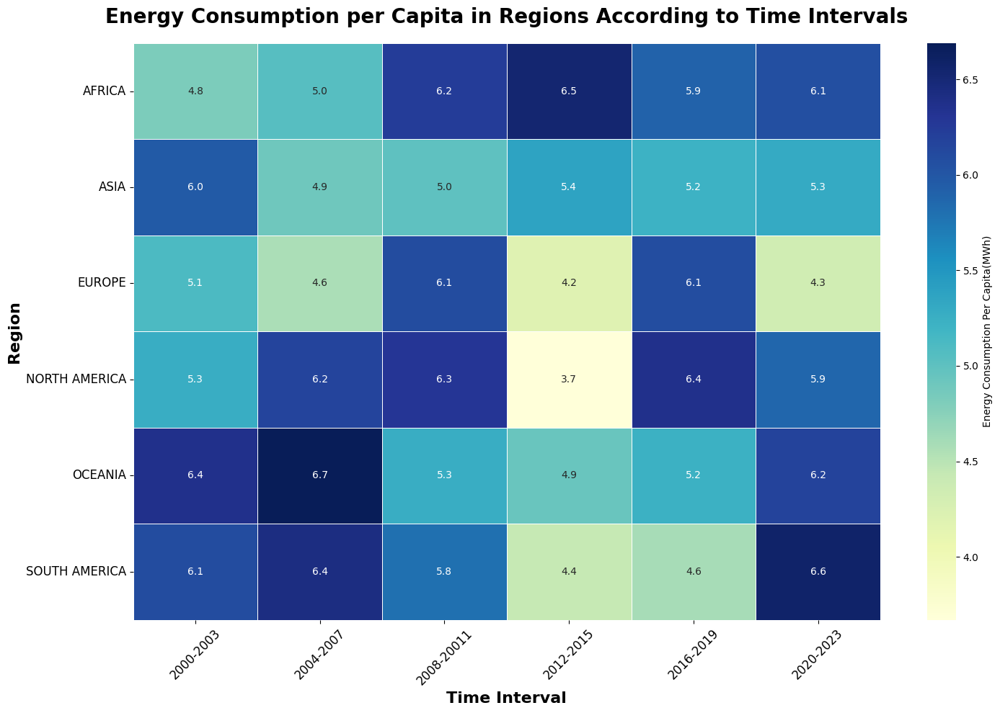 Energy Consumption per Capita in Regions According to Time Intervals
AFRICA 4.8 5.0 6.2 6.5 5.9 6.1
ASIA 6.0 4.9 5.0 5.4 5.2 5.3
EUROPE 5.1 4.6 6.1 4.2 6.1 4.3
NORTH AMERICA 5.3 6.2 6.3 3.7 6.4 5.9
OCEANIA 6.4 6.7 5.3 4.9 5.2 6.2
SOUTH AMERICA 6.1 6.4 5.8 4.4 4.6 6.6
2000-2003 2004-2007 2008-20011 2012-2015 2016-2019 2020-2023
Time Interval
Region
6.5
6.0
5.5
5.0
4.5
4.0
Energy Consumption Per Capita(MWh)